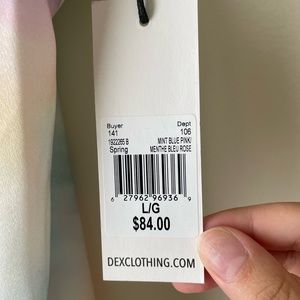 Buyer Dept
141 106
1922265 B MINT BLUE PINK/
Spring MENTHE BLEU ROSE
6 27962 96936 9
L/G
$84.00
DEXCLOTHING.COM